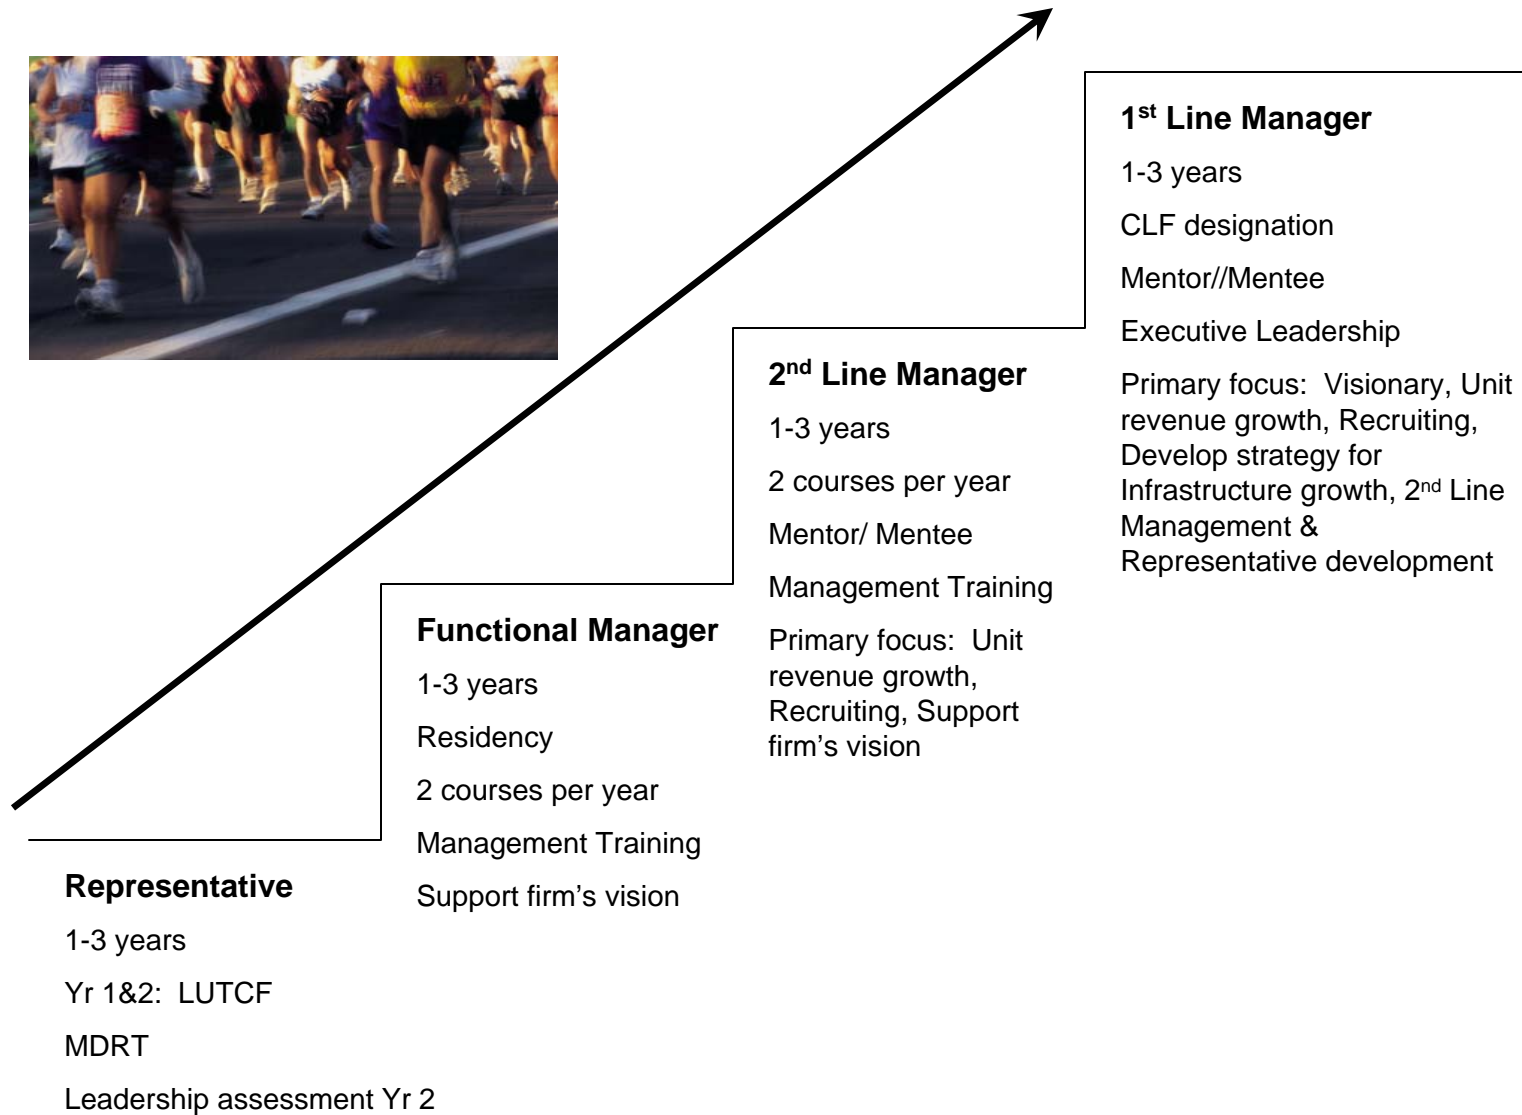 Representative
1-3 years
Yr 1&2: LUTCF
MDRT
Leadership assessment Yr 2
Functional Manager
1-3 years
Residency
2 courses per year
Management Training
Support firm’s vision
2nd Line Manager
1-3 years
2 courses per year
Mentor/ Mentee
Management Training
Primary focus: Unit
revenue growth,
Recruiting, Support
firm’s vision
1st Line Manager
1-3 years
CLF designation
Mentor//Mentee
Executive Leadership
Primary focus: Visionary, Unit
revenue growth, Recruiting,
Develop strategy for
Infrastructure growth, 2nd Line
Management &
Representative development